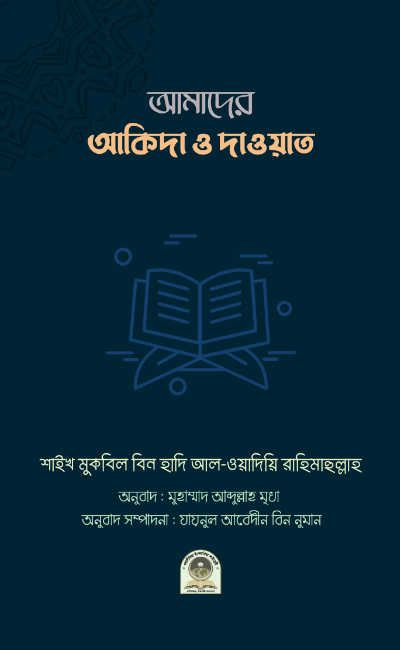 আমাদের
আকিদা ও দাওয়াত
শাইখ মুকবিল বিন হাদি আল-ওয়াদিয়ি রাহিমাহুল্লাহ
অনুবাদ : মুহাম্মাদ আব্দুল্লাহ মৃধা
অনুবাদ সম্পাদনা : যায়নুল আবেদীন বিন নুমান